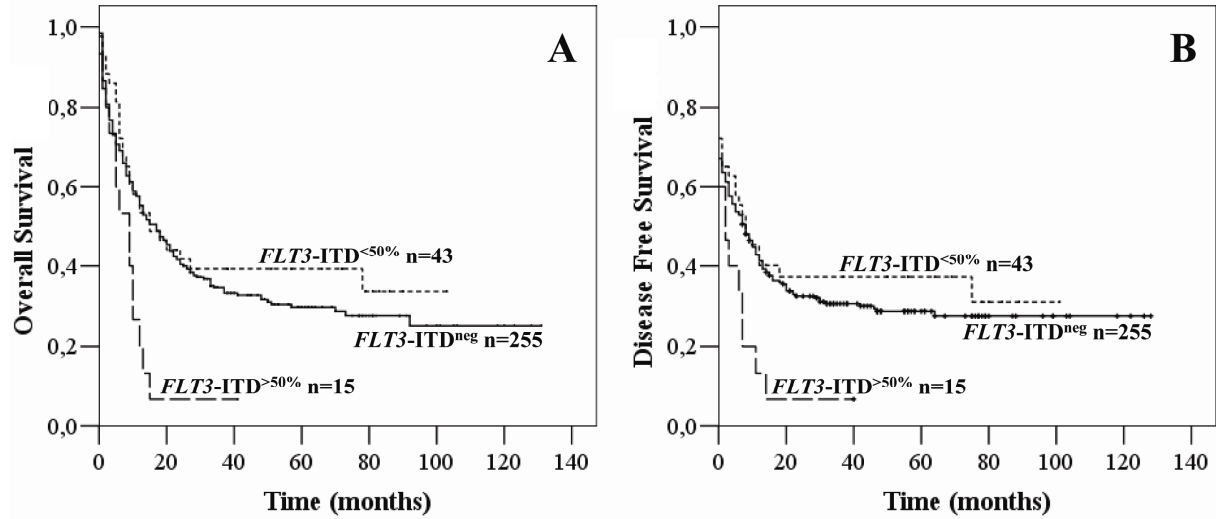 A
Overall Survival
1,0
0,8
0,6
0,4
0,2
0,0
FLT3-ITD<50% n=43
FLT3-ITDneg n=255
FLT3-ITD>50% n=15
0 20 40 60 80 100 120 140
Time (months)
B
Disease Free Survival
1,0
0,8
0,6
0,4
0,2
0,0
FLT3-ITD<50% n=43
FLT3-ITDneg n=255
FLT3-ITD>50% n=15
0 20 40 60 80 100 120 140
Time (months)